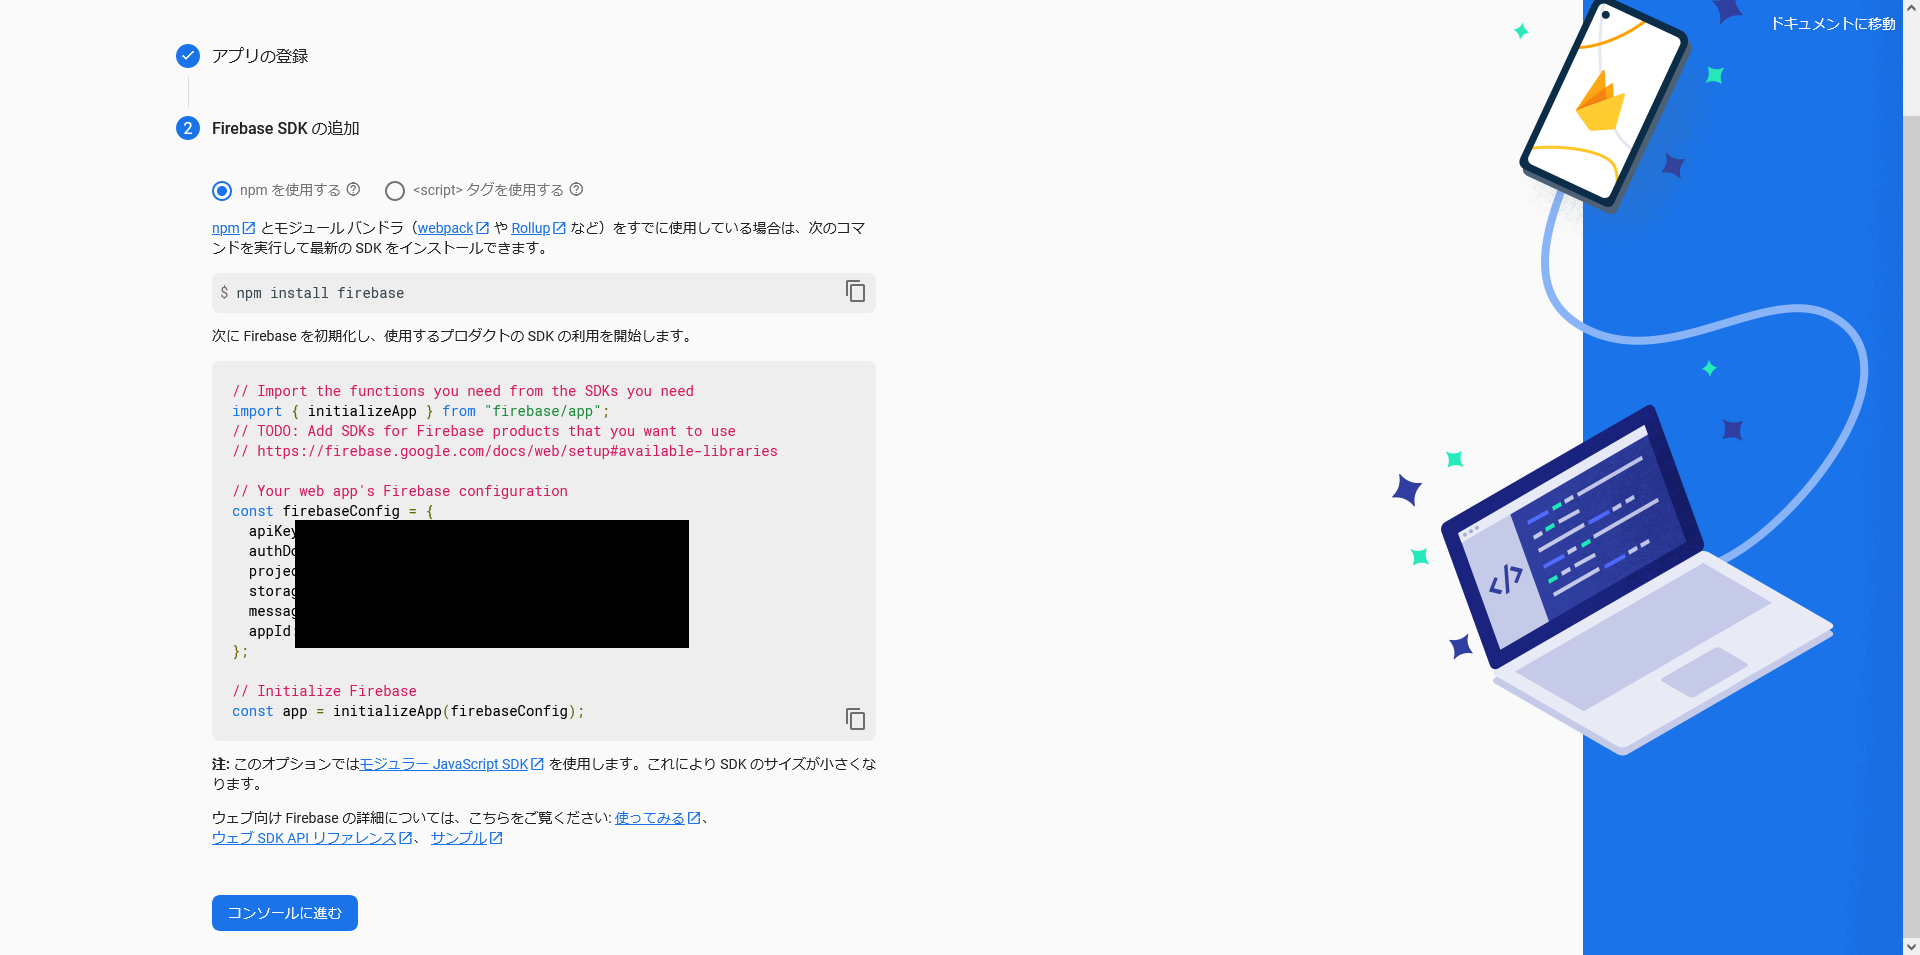 ドキュメントに移動
アプリの登録
2 Firebase SDK の追加
npm を使用する <script> タグを使用する
npm とモジュール バンドラ（webpack や Rollup など）をすでに使用している場合は、次のコマ
ンドを実行して最新の SDK をインストールできます。
$ npm install firebase
次に Firebase を初期化し、使用するプロダクトの SDK の利用を開始します。
// Import the functions you need from the SDKs you need
import { initializeApp } from "firebase/app";
// TODO: Add SDKs for Firebase products that you want to use
// https://firebase.google.com/docs/web/setup#available-libraries
// Your web app's Firebase configuration
const firebaseConfig = {
apiKey
authDo
projec
storag
messag
appId:
};
// Initialize Firebase
const app = initializeApp(firebaseConfig);
注: このオプションではモジュラー JavaScript SDK を使用します。これにより SDK のサイズが小さくな
ります。
ウェブ向け Firebase の詳細については、こちらをご覧ください: 使ってみる、
ウェブ SDK API リファレンス、 サンプル
コンソールに進む